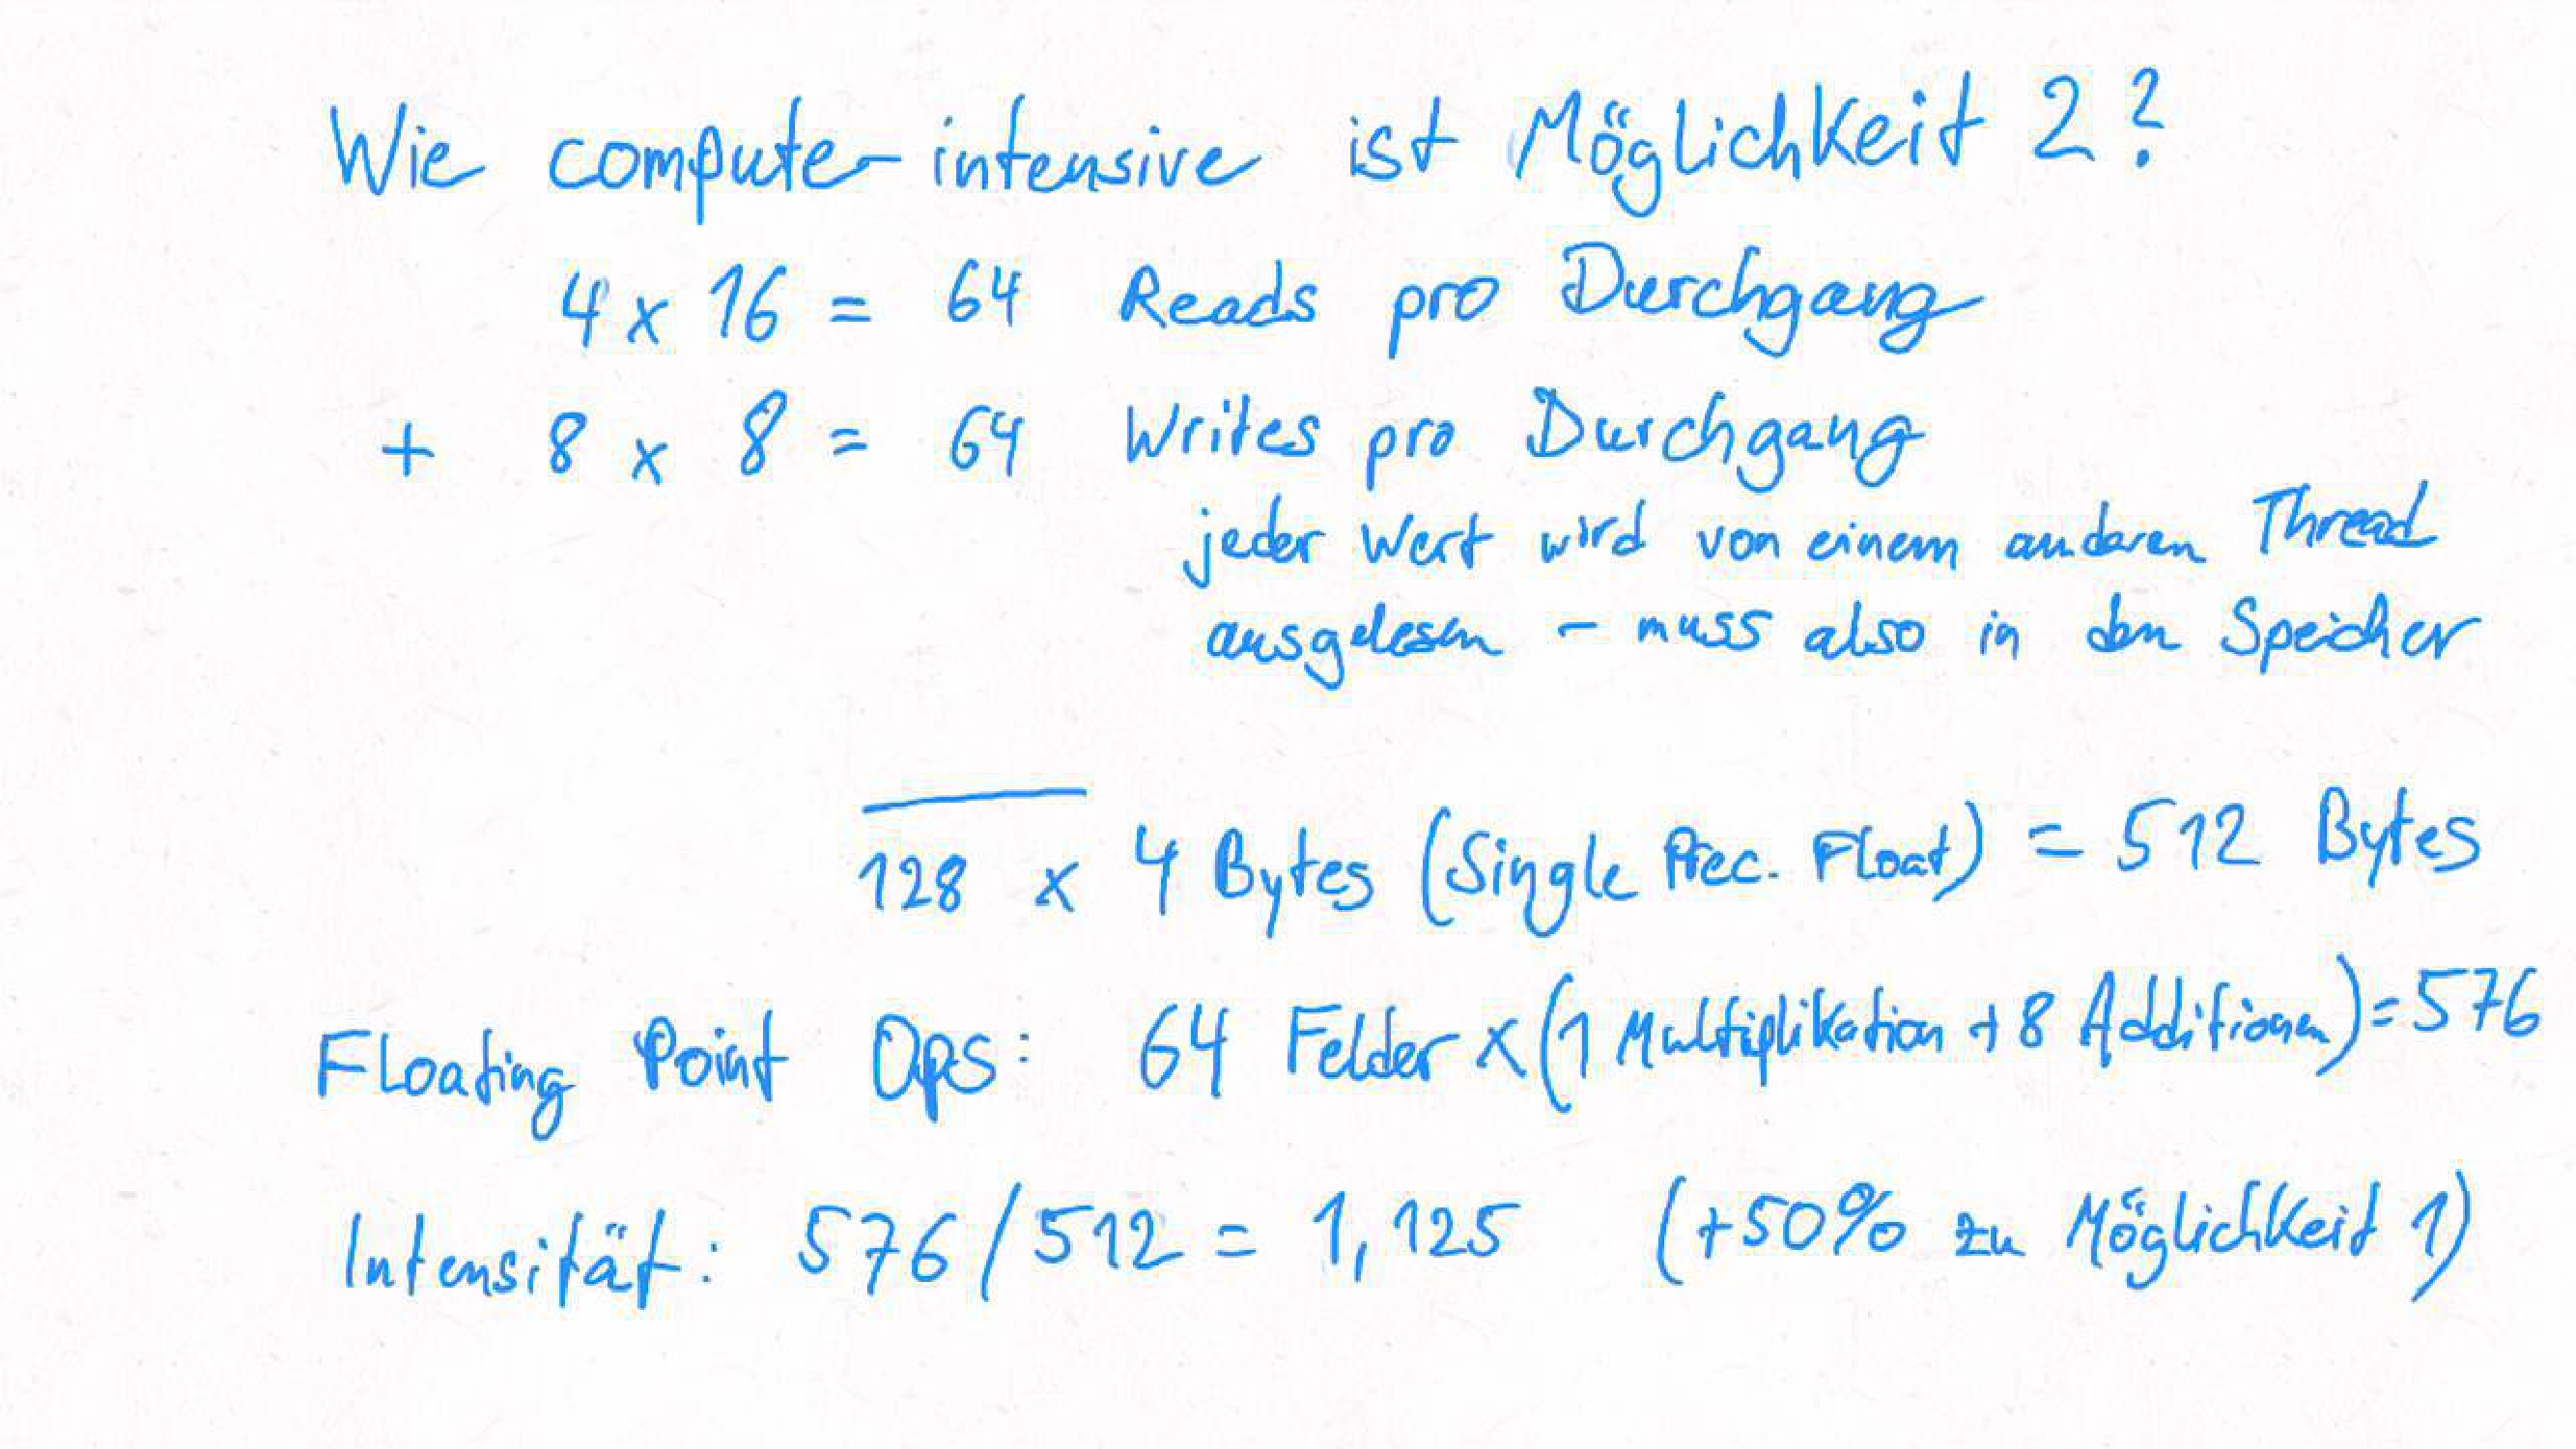 Wie computer-intensive ist Möglichkeit 2?
4 x 16 = 64 Reads pro Durchgang
+ 8 x 8 = 64 Writes pro Durchgang
jeder Wert wird von einem anderen Thread
ausgelesen – muss also in den Speicher
128 x 4 Bytes (Single Prec. Float) = 512 Bytes
Floating Point Ops: 64 Felder x (1 Multiplikation + 8 Additionen) = 576
Intensität: 576 / 512 = 1,125 (+50% zu Möglichkeit 1)